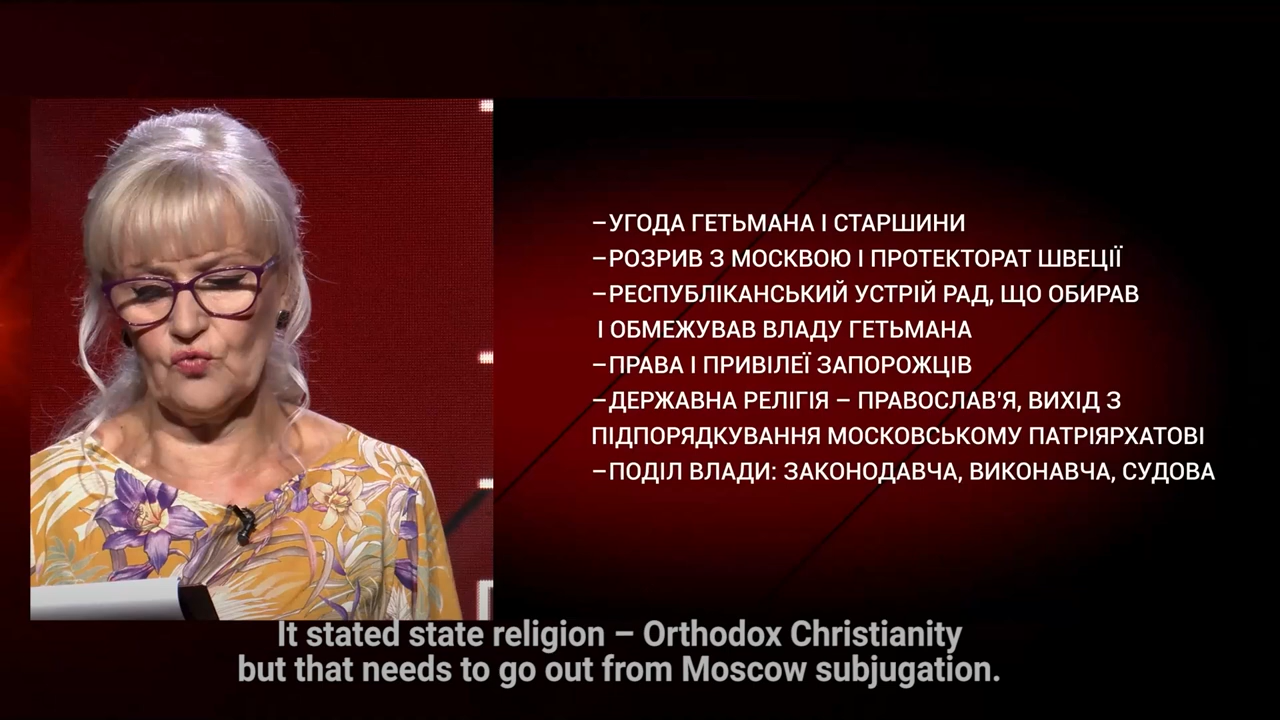 –УГОДА ГЕТЬМАНА І СТАРШИНИ
–РОЗРИВ З МОСКВОЮ І ПРОТЕКТОРАТ ШВЕЦІЇ
–РЕСПУБЛІКАНСЬКИЙ УСТРІЙ РАД, ЩО ОБИРАВ
І ОБМЕЖУВАВ ВЛАДУ ГЕТЬМАНА
–ПРАВА І ПРИВІЛЕЇ ЗАПОРОЖЦІВ
–ДЕРЖАВНА РЕЛІГІЯ – ПРАВОСЛАВ'Я, ВИХІД З
ПІДПОРЯДКУВАННЯ МОСКОВСЬКОМУ ПАТРІЯРХАТОВІ
–ПОДІЛ ВЛАДИ: ЗАКОНОДАВЧА, ВИКОНАВЧА, СУДОВА
It stated state religion – Orthodox Christianity
but that needs to go out from Moscow subjugation.